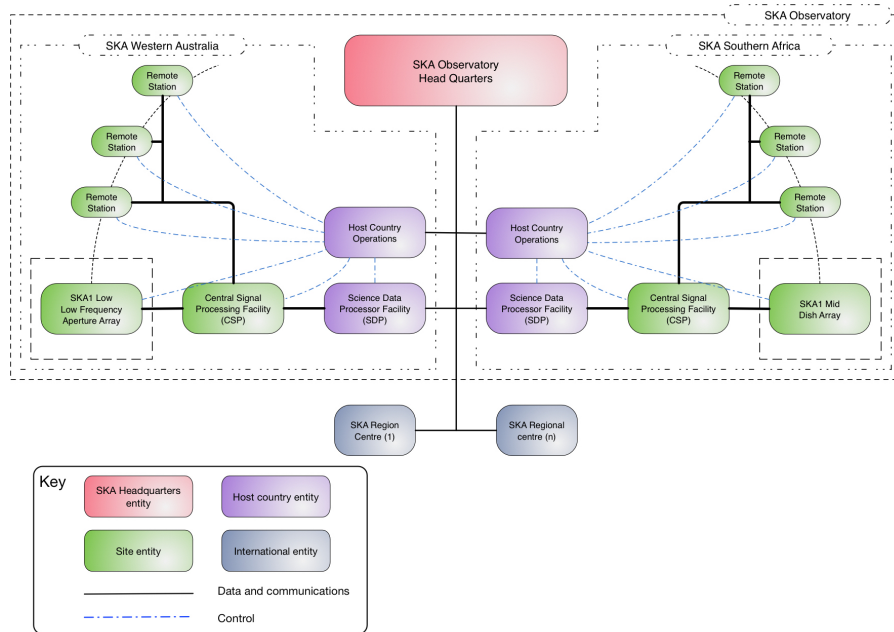 SKA Observatory
SKA Western Australia
SKA Southern Africa
SKA Observatory
Head Quarters
Remote
Station
Remote
Station
Remote
Station
Remote
Station
Remote
Station
Remote
Station
Host Country
Operations
Host Country
Operations
SKA1 Low
Low Frequency
Aperture Array
Central Signal
Processing Facility
(CSP)
Science Data
Processor Facility
(SDP)
Science Data
Processor Facility
(SDP)
Central Signal
Processing Facility
(CSP)
SKA1 Mid
Dish Array
SKA Region
Centre (1)
SKA Regional
centre (n)
Key
SKA Headquarters
entity
Host country entity
Site entity
International entity
Data and communications
Control